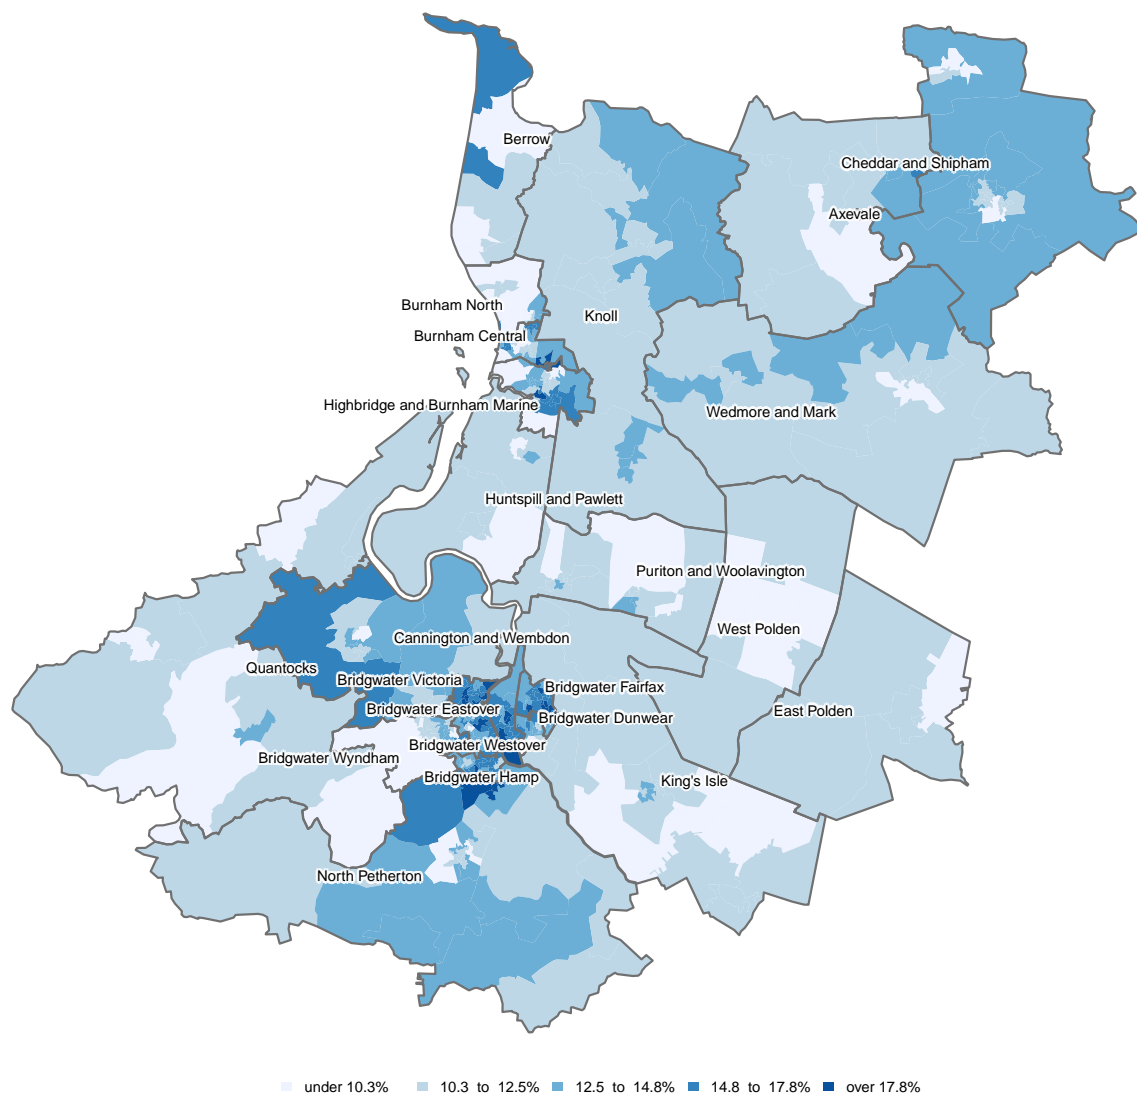 Berrow
Cheddar and Shipham
Axevale
Burnham North
Knoll
Burnham Central
Highbridge and Burnham Marine
Wedmore and Mark
Huntspill and Pawlett
Puriton and Woolavington
West Polden
Cannington and Wembdon
Quantocks
Bridgwater Victoria
Bridgwater Fairfax
Bridgwater Eastover
East Polden
Bridgwater Dunwear
Bridgwater Westover
Bridgwater Wyndham
Bridgwater Hamp
King's Isle
North Petherton
under 10.3% 10.3 to 12.5% 12.5 to 14.8% 14.8 to 17.8% over 17.8%